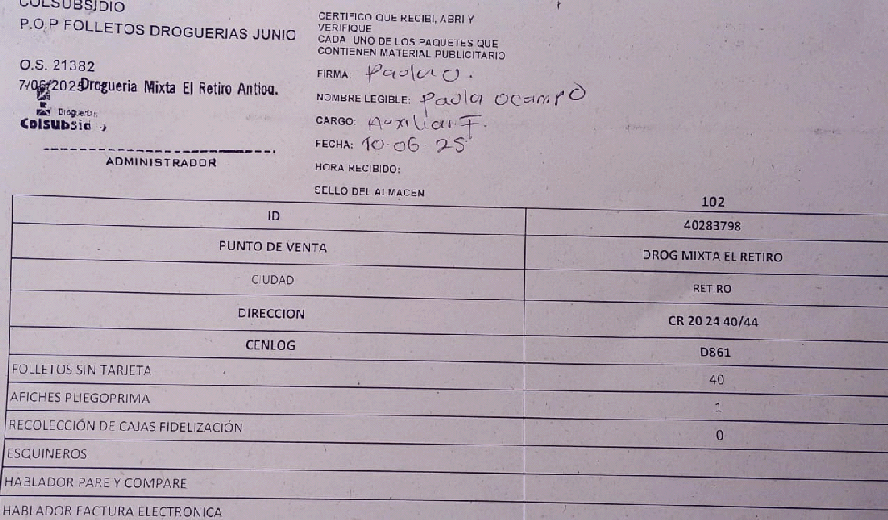 COLSUBSIDIO
P.O.P FOLLETOS DROGUERIAS JUNIO
O.S. 21382
7/06/2025 Drogueria Mixta El Retiro Antioq.
Droguerías
Colsubsidio
ADMINISTRADOR
CERTIFICO QUE RECIBI, ABRI Y
VERIFIQUE
CADA UNO DE LOS PAQUETES QUE
CONTIENEN MATERIAL PUBLICITARIO
FIRMA: Paola O.
NOMBRE LEGIBLE: Paola Ocampo
CARGO: Auxiliar F.
FECHA: 10-06 25
HORA RECIBIDO:
SELLO DEL ALMACEN
102
ID 40283798
PUNTO DE VENTA DROG MIXTA EL RETIRO
CIUDAD RETIRO
DIRECCION CR 20 24 40/44
CENLOG D861
FOLLETOS SIN TARJETA 40
AFICHES PLIEGOPRIMA
RECOLECCIÓN DE CAJAS FIDELIZACIÓN 0
ESQUINEROS
HABLADOR PARE Y COMPARE
HABLADOR FACTURA ELECTRONICA